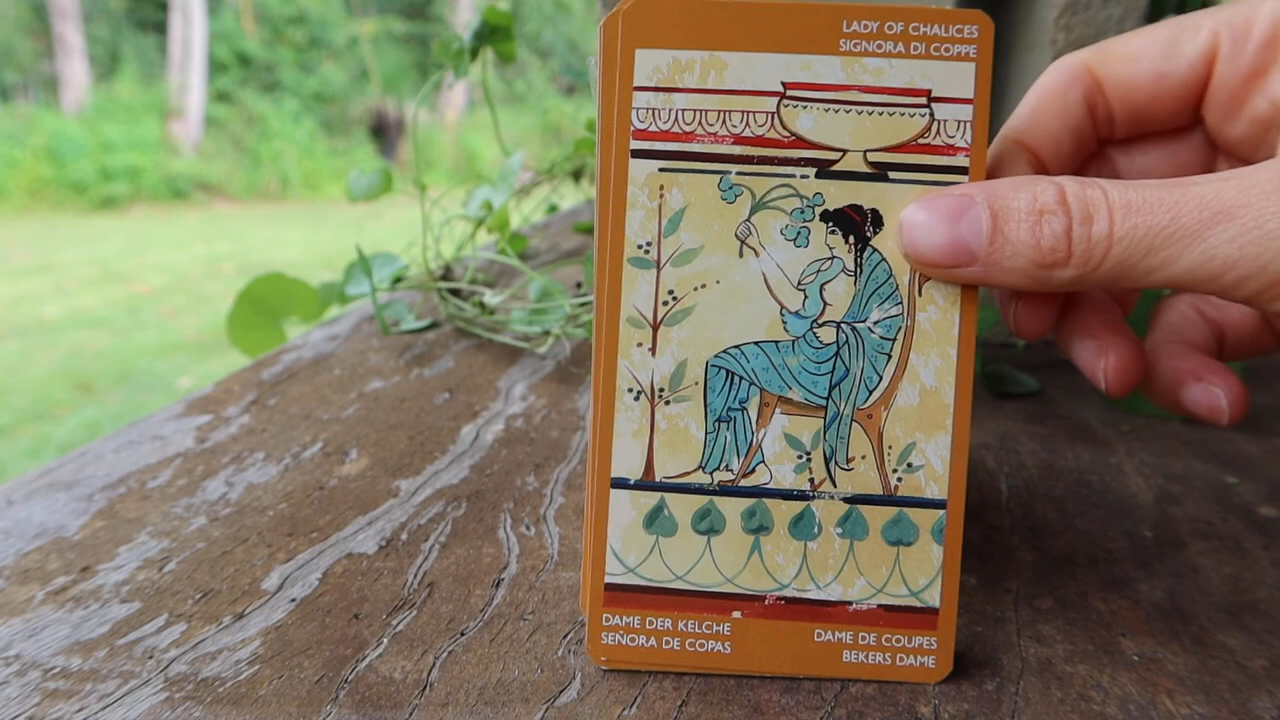 LADY OF CHALICES
SIGNORA DI COPPE
DAME DER KELCHE
SEÑORA DE COPAS
DAME DE COUPES
BEKERS DAME